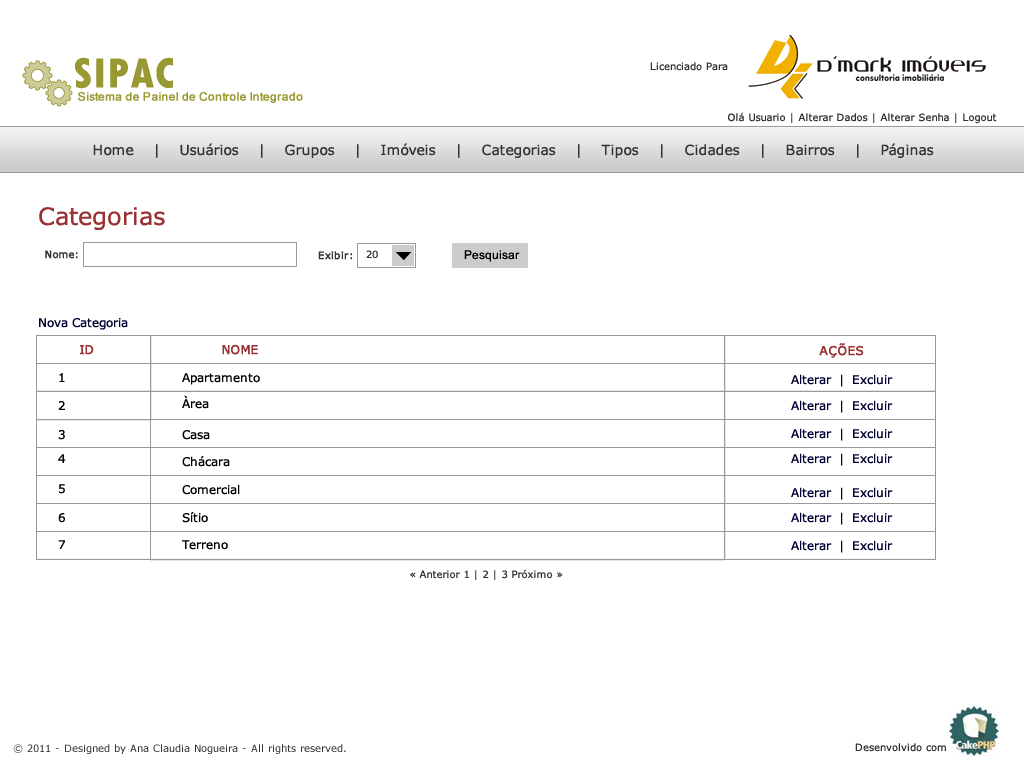 SIPAC
Sistema de Painel de Controle Integrado
Licenciado Para
D'mark imóveis
consultoria imobiliária
Olá Usuario | Alterar Dados | Alterar Senha | Logout
Home | Usuários | Grupos | Imóveis | Categorias | Tipos | Cidades | Bairros | Páginas
Categorias
Nome: Exibir: 20 Pesquisar
Nova Categoria
ID NOME AÇÕES
1 Apartamento Alterar | Excluir
2 Àrea Alterar | Excluir
3 Casa Alterar | Excluir
4 Chácara Alterar | Excluir
5 Comercial Alterar | Excluir
6 Sítio Alterar | Excluir
7 Terreno Alterar | Excluir
« Anterior 1 | 2 | 3 Próximo »
© 2011 - Designed by Ana Claudia Nogueira - All rights reserved.
Desenvolvido com CakePHP